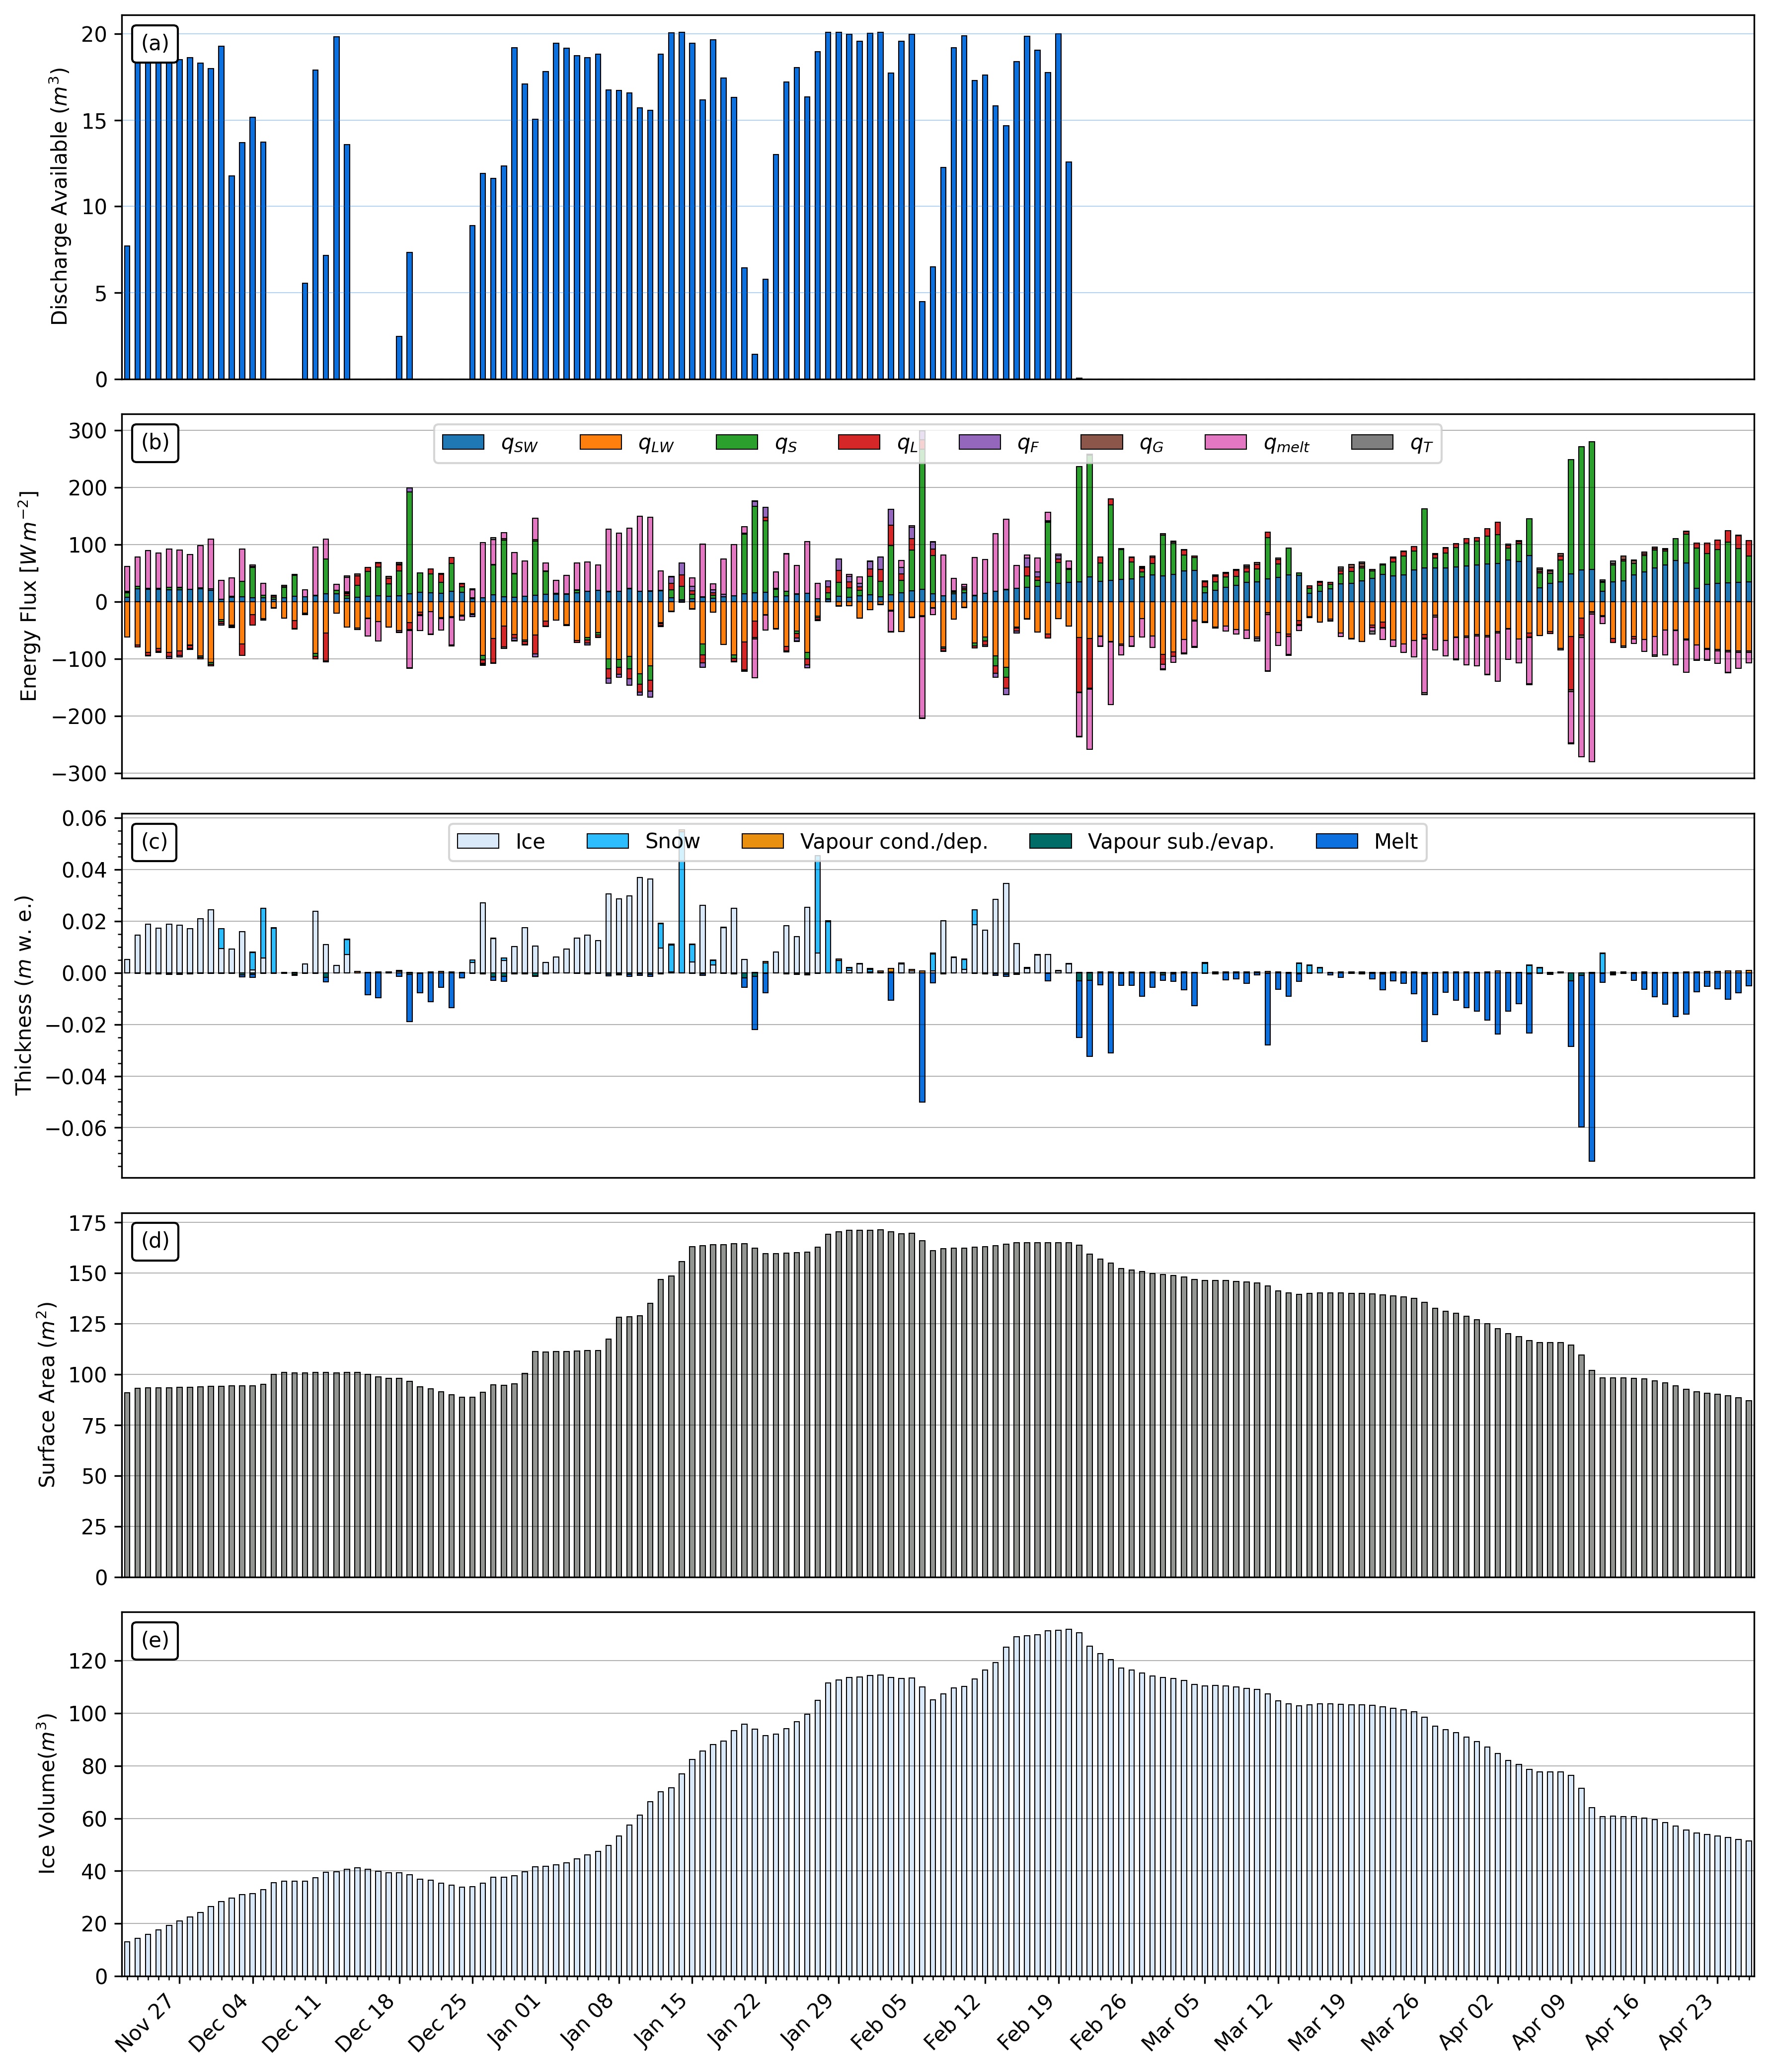 (a)
Discharge Available (m³)
20
15
10
5
0
(b)
q_SW q_LW q_S q_L q_F q_G q_melt q_T
Energy Flux [W m⁻²]
300
200
100
0
−100
−200
−300
(c)
Ice Snow Vapour cond./dep. Vapour sub./evap. Melt
Thickness (m w. e.)
0.06
0.04
0.02
0.00
−0.02
−0.04
−0.06
(d)
Surface Area (m²)
175
150
125
100
75
50
25
0
(e)
Ice Volume(m³)
120
100
80
60
40
20
0
Nov 27 Dec 04 Dec 11 Dec 18 Dec 25 Jan 01 Jan 08 Jan 15 Jan 22 Jan 29 Feb 05 Feb 12 Feb 19 Feb 26 Mar 05 Mar 12 Mar 19 Mar 26 Apr 02 Apr 09 Apr 16 Apr 23